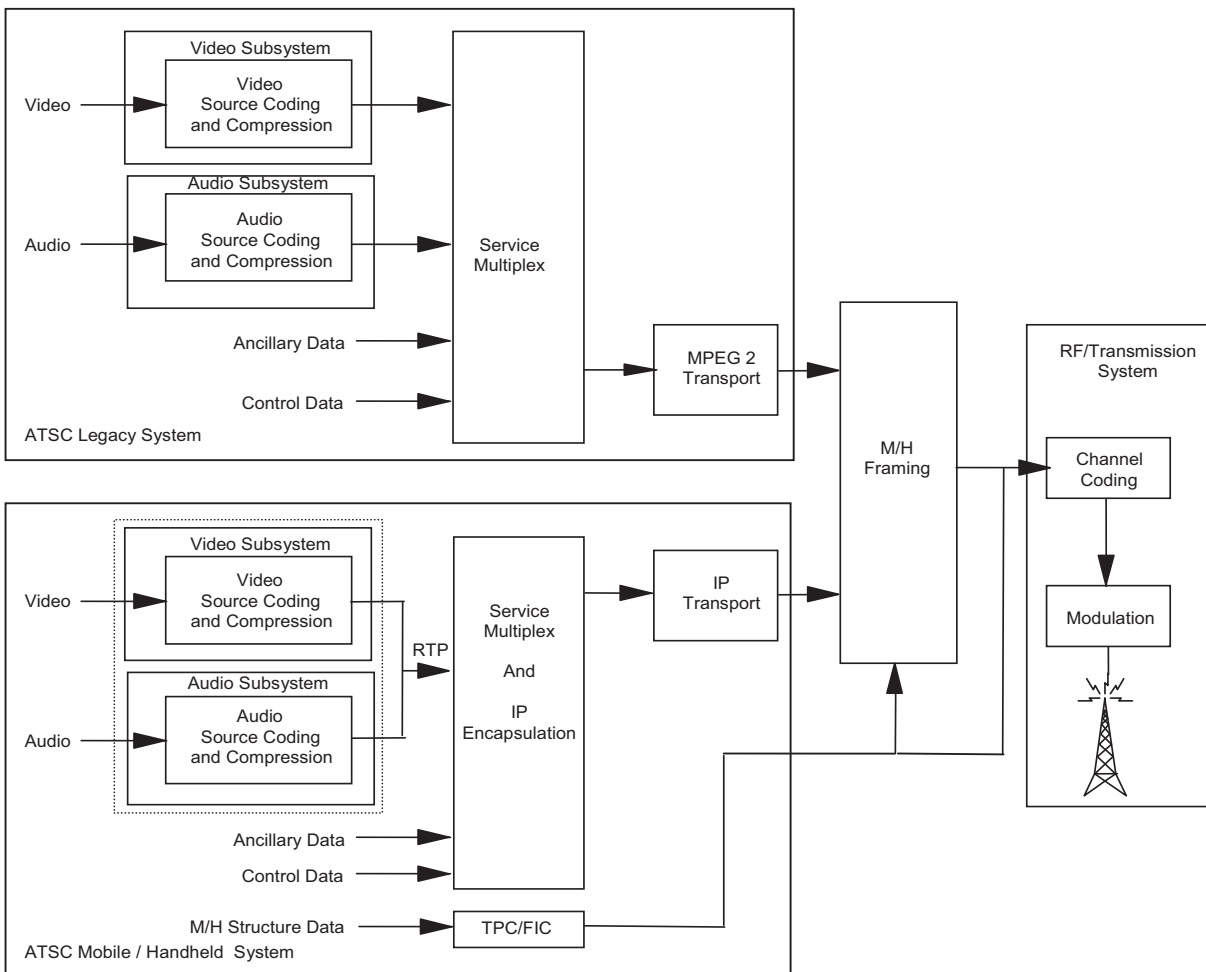 Video Subsystem
Video
Video
Source Coding
and Compression
Audio Subsystem
Audio
Audio
Source Coding
and Compression
Service
Multiplex
Ancillary Data
Control Data
MPEG 2
Transport
ATSC Legacy System
M/H
Framing
RF/Transmission
System
Channel
Coding
Modulation
Video Subsystem
Video
Video
Source Coding
and Compression
RTP
Audio Subsystem
Audio
Audio
Source Coding
and Compression
Service
Multiplex
And
IP
Encapsulation
IP
Transport
Ancillary Data
Control Data
M/H Structure Data
TPC/FIC
ATSC Mobile / Handheld System